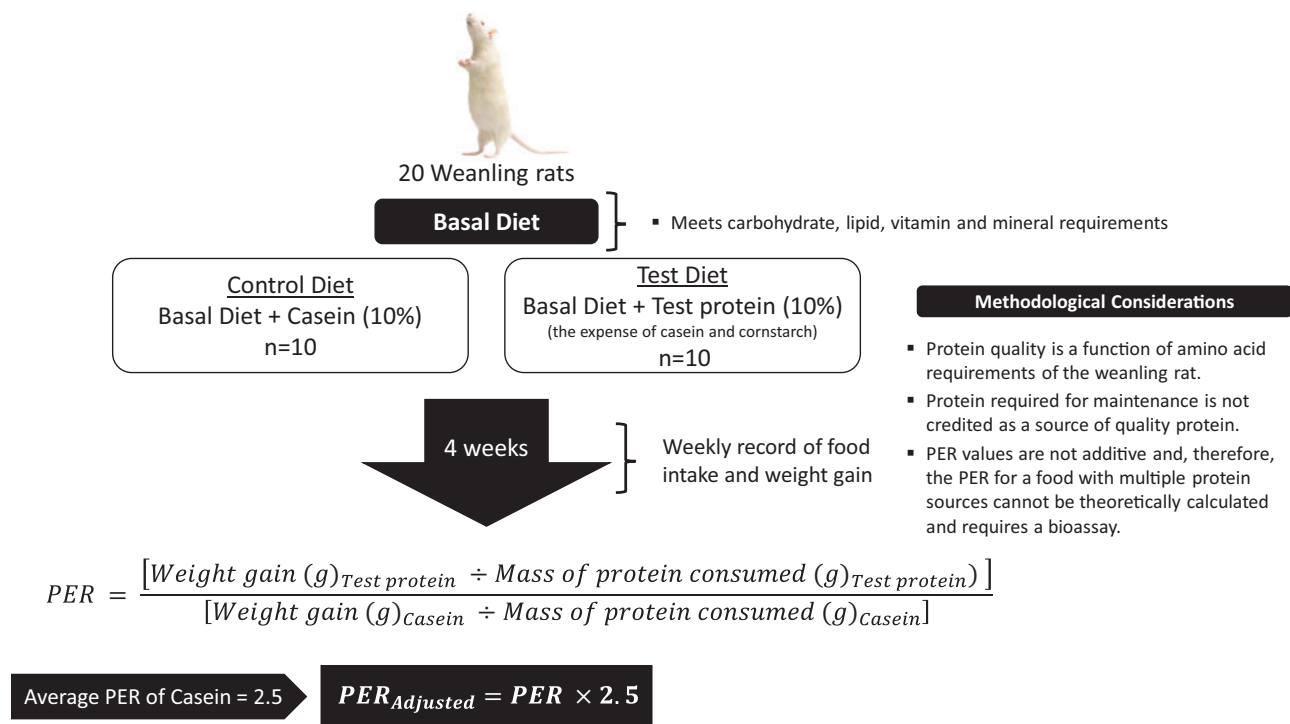 20 Weanling rats
Basal Diet
▪ Meets carbohydrate, lipid, vitamin and mineral requirements
Control Diet
Basal Diet + Casein (10%)
n=10
Test Diet
Basal Diet + Test protein (10%)
(the expense of casein and cornstarch)
n=10
4 weeks
Weekly record of food
intake and weight gain
Methodological Considerations
▪ Protein quality is a function of amino acid
requirements of the weanling rat.
▪ Protein required for maintenance is not
credited as a source of quality protein.
▪ PER values are not additive and, therefore,
the PER for a food with multiple protein
sources cannot be theoretically calculated
and requires a bioassay.
PER = [Weight gain (g)Test protein ÷ Mass of protein consumed (g)Test protein) ]
[Weight gain (g)Casein ÷ Mass of protein consumed (g)Casein]
Average PER of Casein = 2.5
PERAdjusted = PER × 2.5